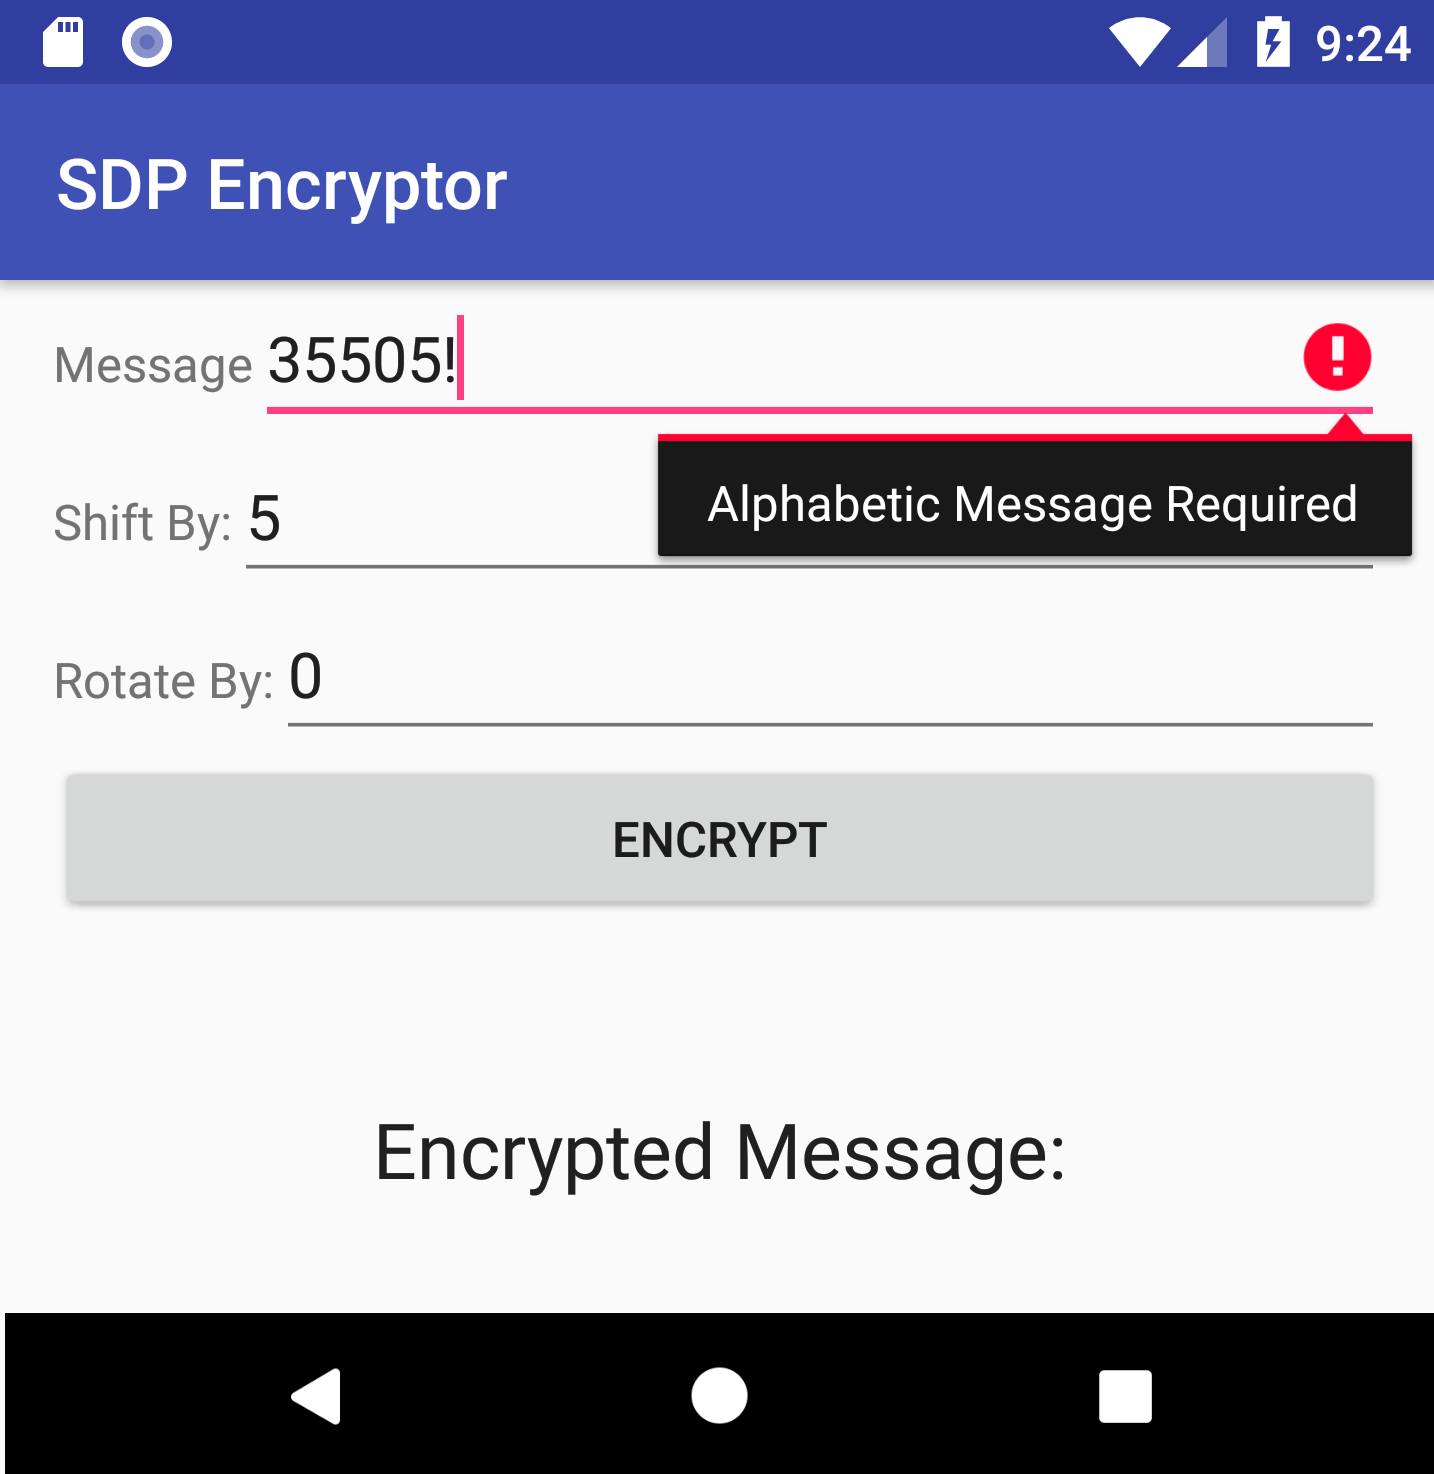 9:24
SDP Encryptor
Message 35505!
Alphabetic Message Required
Shift By: 5
Rotate By: 0
ENCRYPT
Encrypted Message: